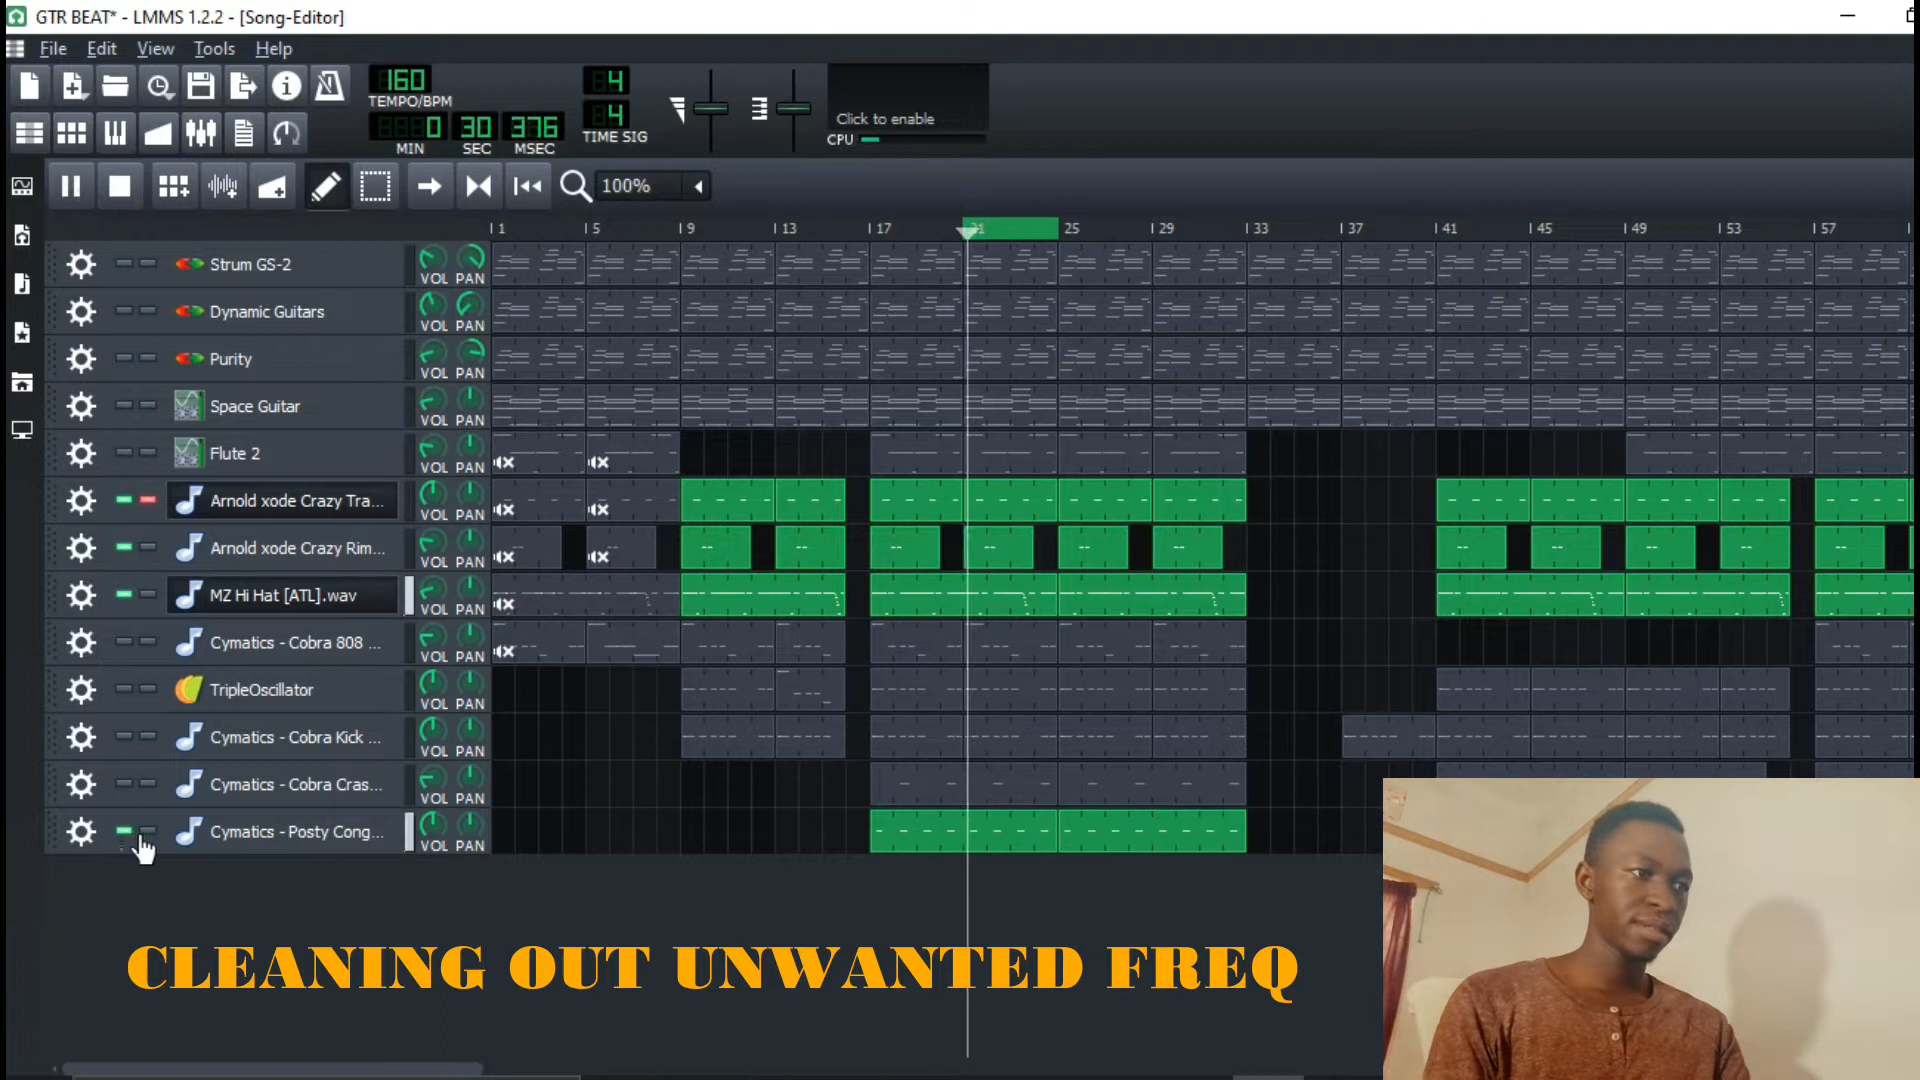 GTR BEAT* - LMMS 1.2.2 - [Song-Editor]
File Edit View Tools Help
160
TEMPO/BPM
0 30 376
MIN SEC MSEC
4
4
TIME SIG
Click to enable
CPU
100%
1 5 9 13 17 21 25 29 33 37 41 45 49 53 57
Strum GS-2 VOL PAN
Dynamic Guitars VOL PAN
Purity VOL PAN
Space Guitar VOL PAN
Flute 2 VOL PAN
Arnold xode Crazy Tra... VOL PAN
Arnold xode Crazy Rim... VOL PAN
MZ Hi Hat [ATL].wav VOL PAN
Cymatics - Cobra 808 ... VOL PAN
TripleOscillator VOL PAN
Cymatics - Cobra Kick ... VOL PAN
Cymatics - Cobra Cras... VOL PAN
Cymatics - Posty Cong... VOL PAN
CLEANING OUT UNWANTED FREQ